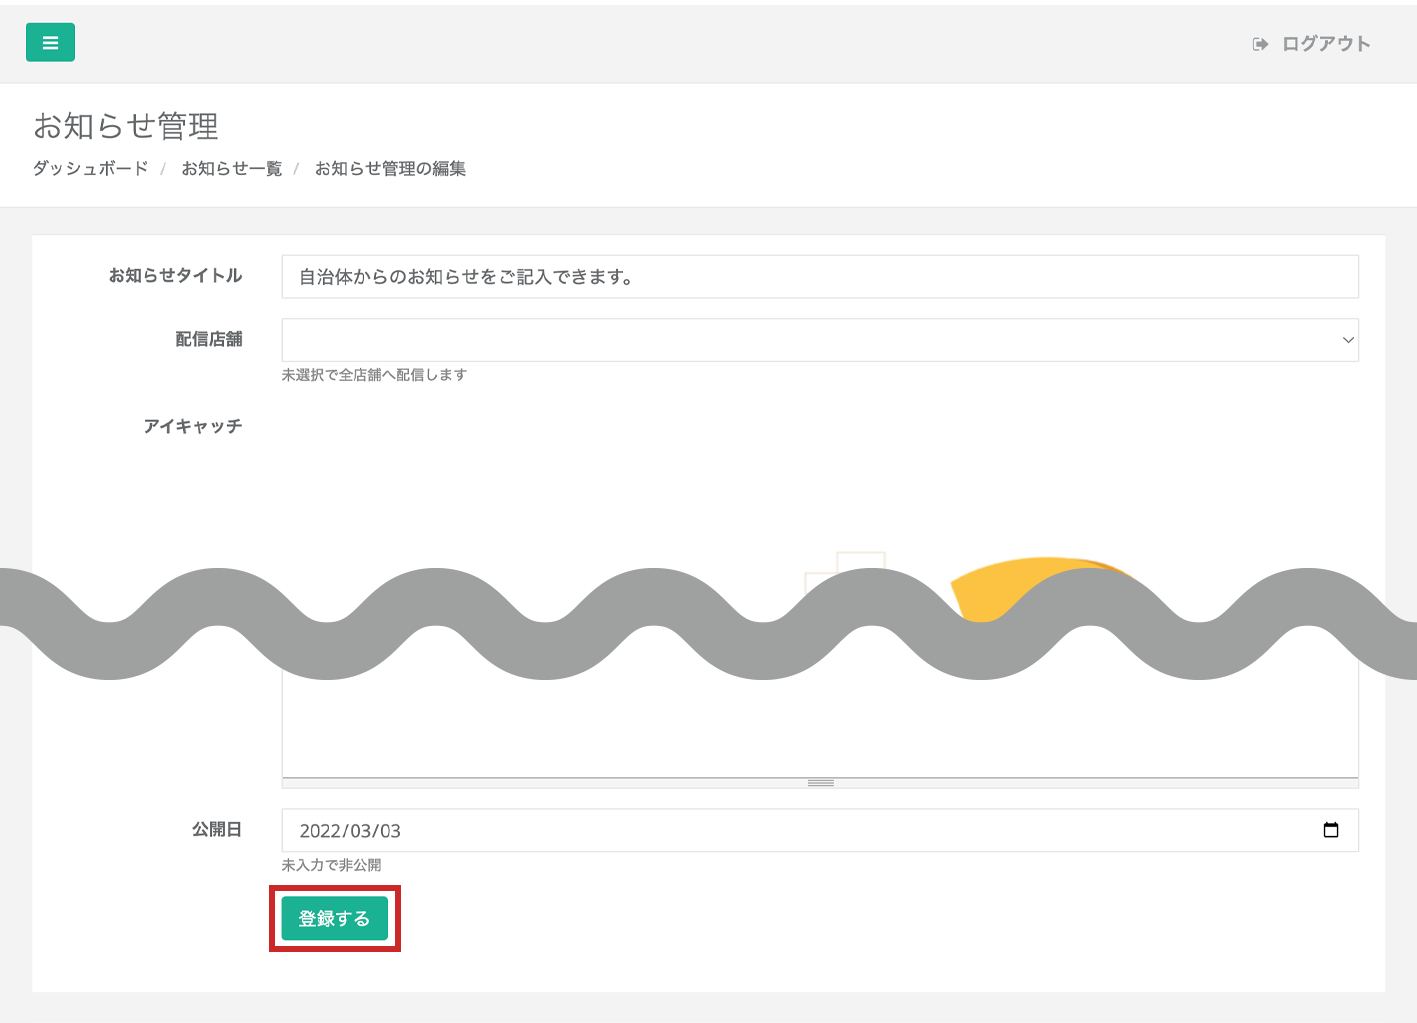 ログアウト
お知らせ管理
ダッシュボード / お知らせ一覧 / お知らせ管理の編集
お知らせタイトル
自治体からのお知らせをご記入できます。
配信店舗
未選択で全店舗へ配信します
アイキャッチ
公開日
2022/03/03
未入力で非公開
登録する